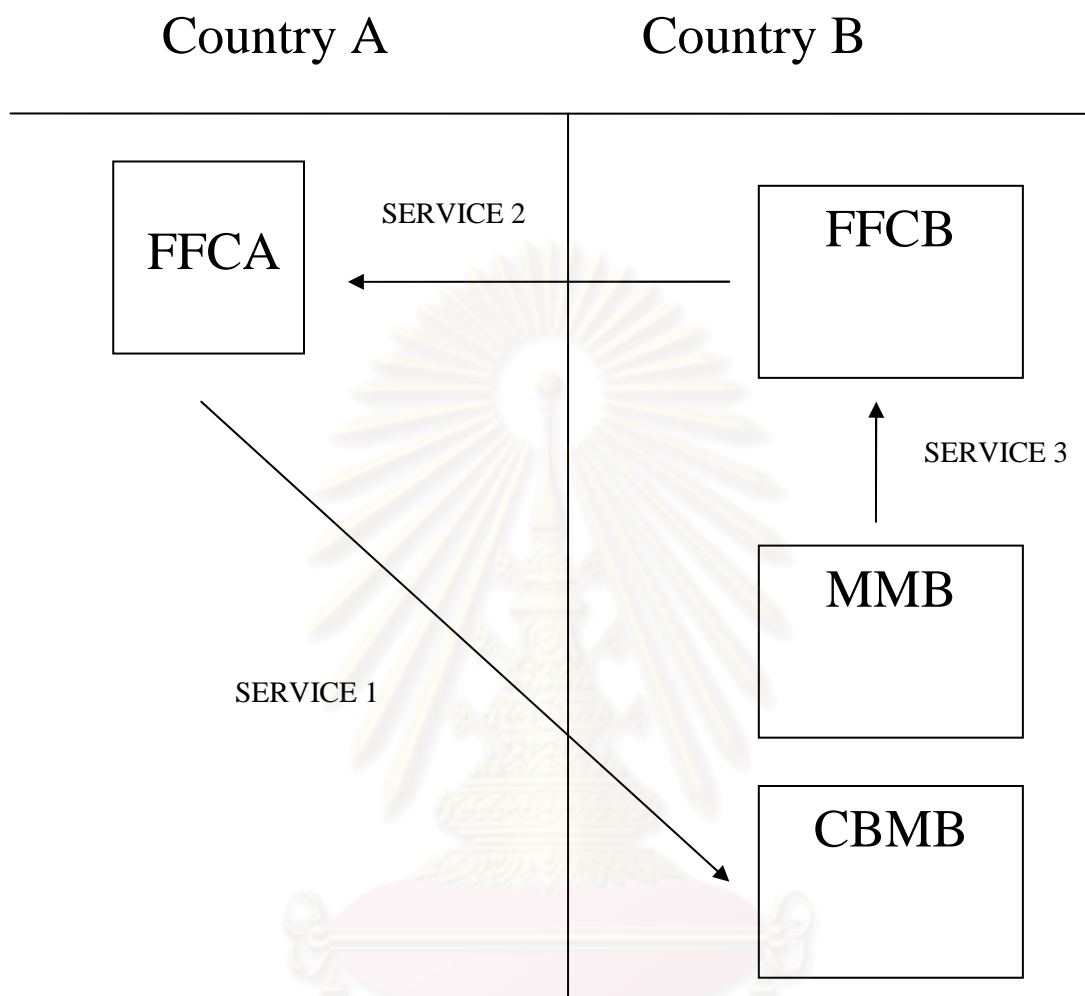 Country A
Country B
SERVICE 2
FFCA
FFCB
SERVICE 3
MMB
SERVICE 1
CBMB